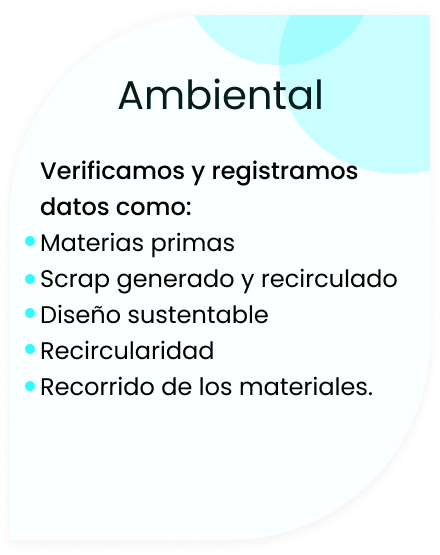 Ambiental
Verificamos y registramos
datos como:
Materias primas
Scrap generado y recirculado
Diseño sustentable
Recircularidad
Recorrido de los materiales.